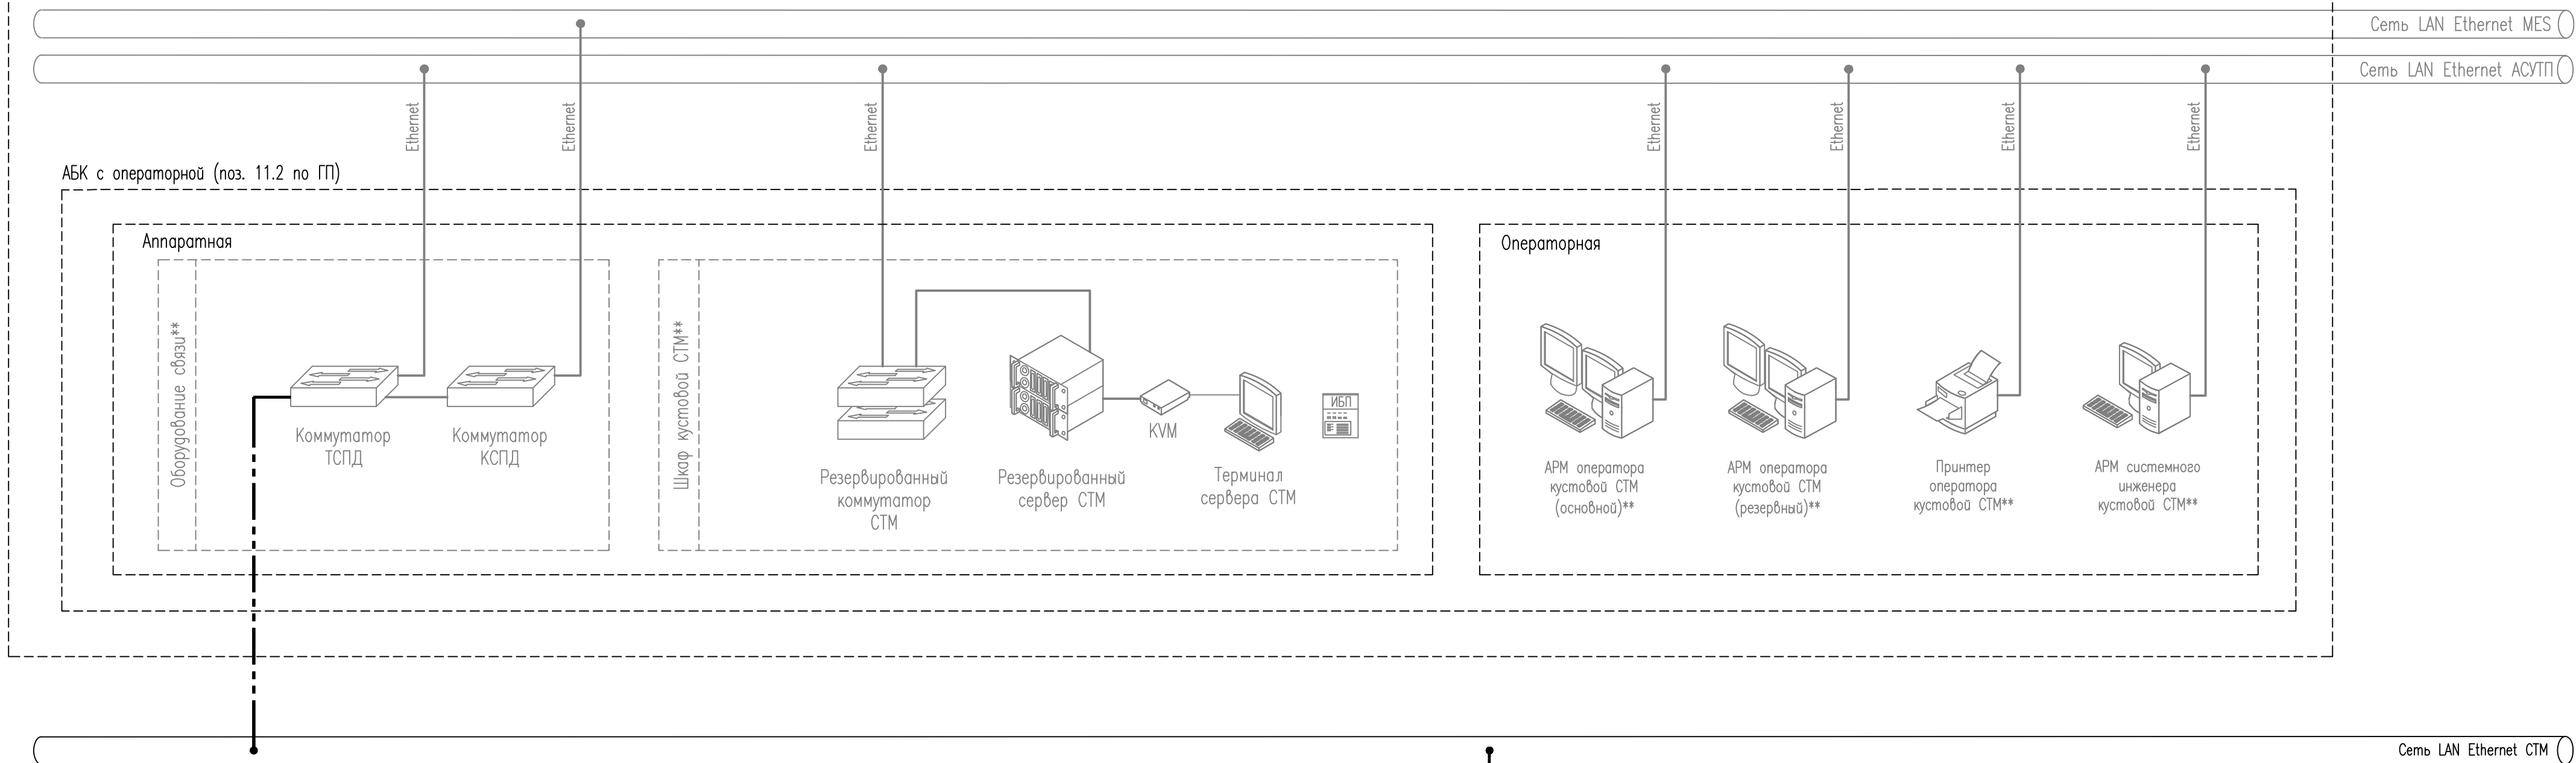 Сеть LAN Ethernet MES
Сеть LAN Ethernet АСУТП
Ethernet
Ethernet
Ethernet
Ethernet
Ethernet
Ethernet
Ethernet
АБК с операторной (поз. 11.2 по ГП)
Аппаратная
Операторная
Оборудование связи**
Коммутатор
ТСПД
Коммутатор
КСПД
Шкаф кустовой СТМ**
Резервированный
коммутатор
СТМ
Резервированный
сервер СТМ
KVM
Терминал
сервера СТМ
ИБП
АРМ оператора
кустовой СТМ
(основной)**
АРМ оператора
кустовой СТМ
(резервный)**
Принтер
оператора
кустовой СТМ**
АРМ системного
инженера
кустовой СТМ**
Сеть LAN Ethernet СТМ